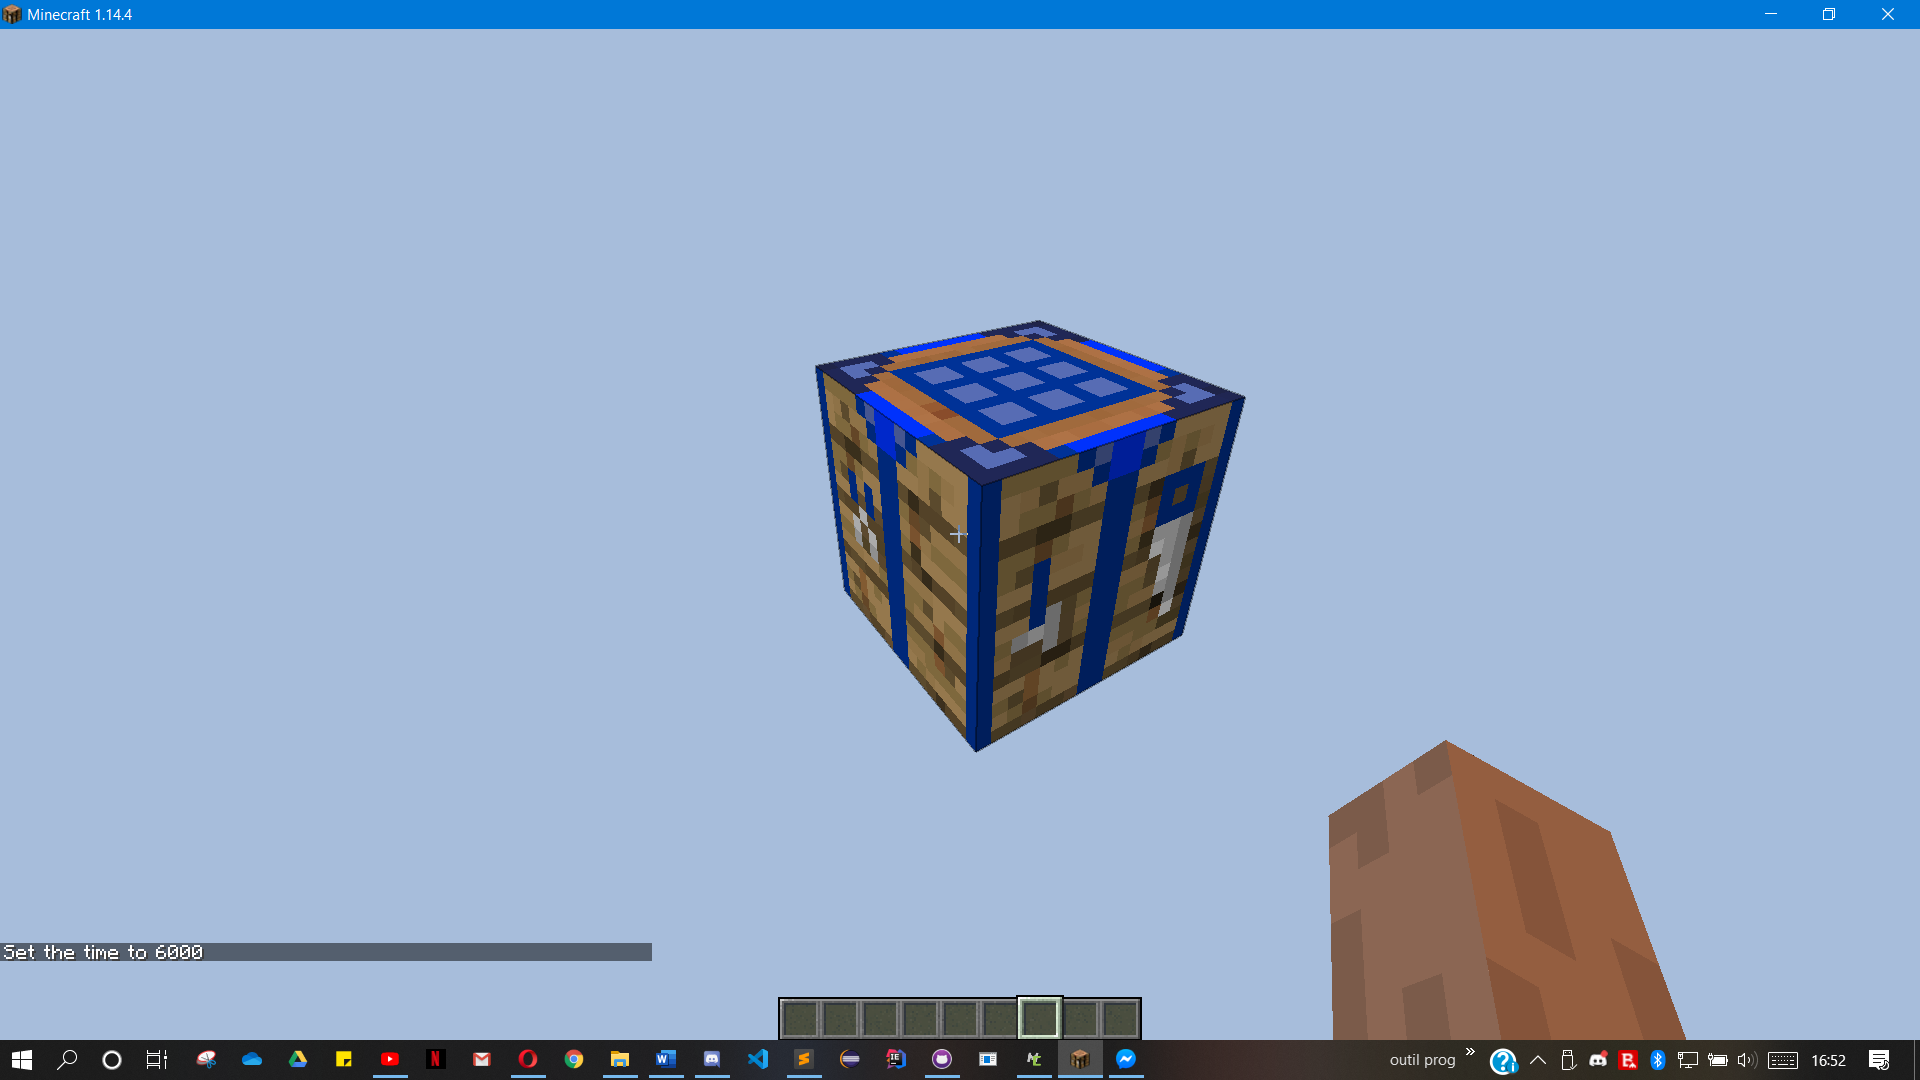 Minecraft 1.14.4
Set the time to 6000
outil prog
16:52